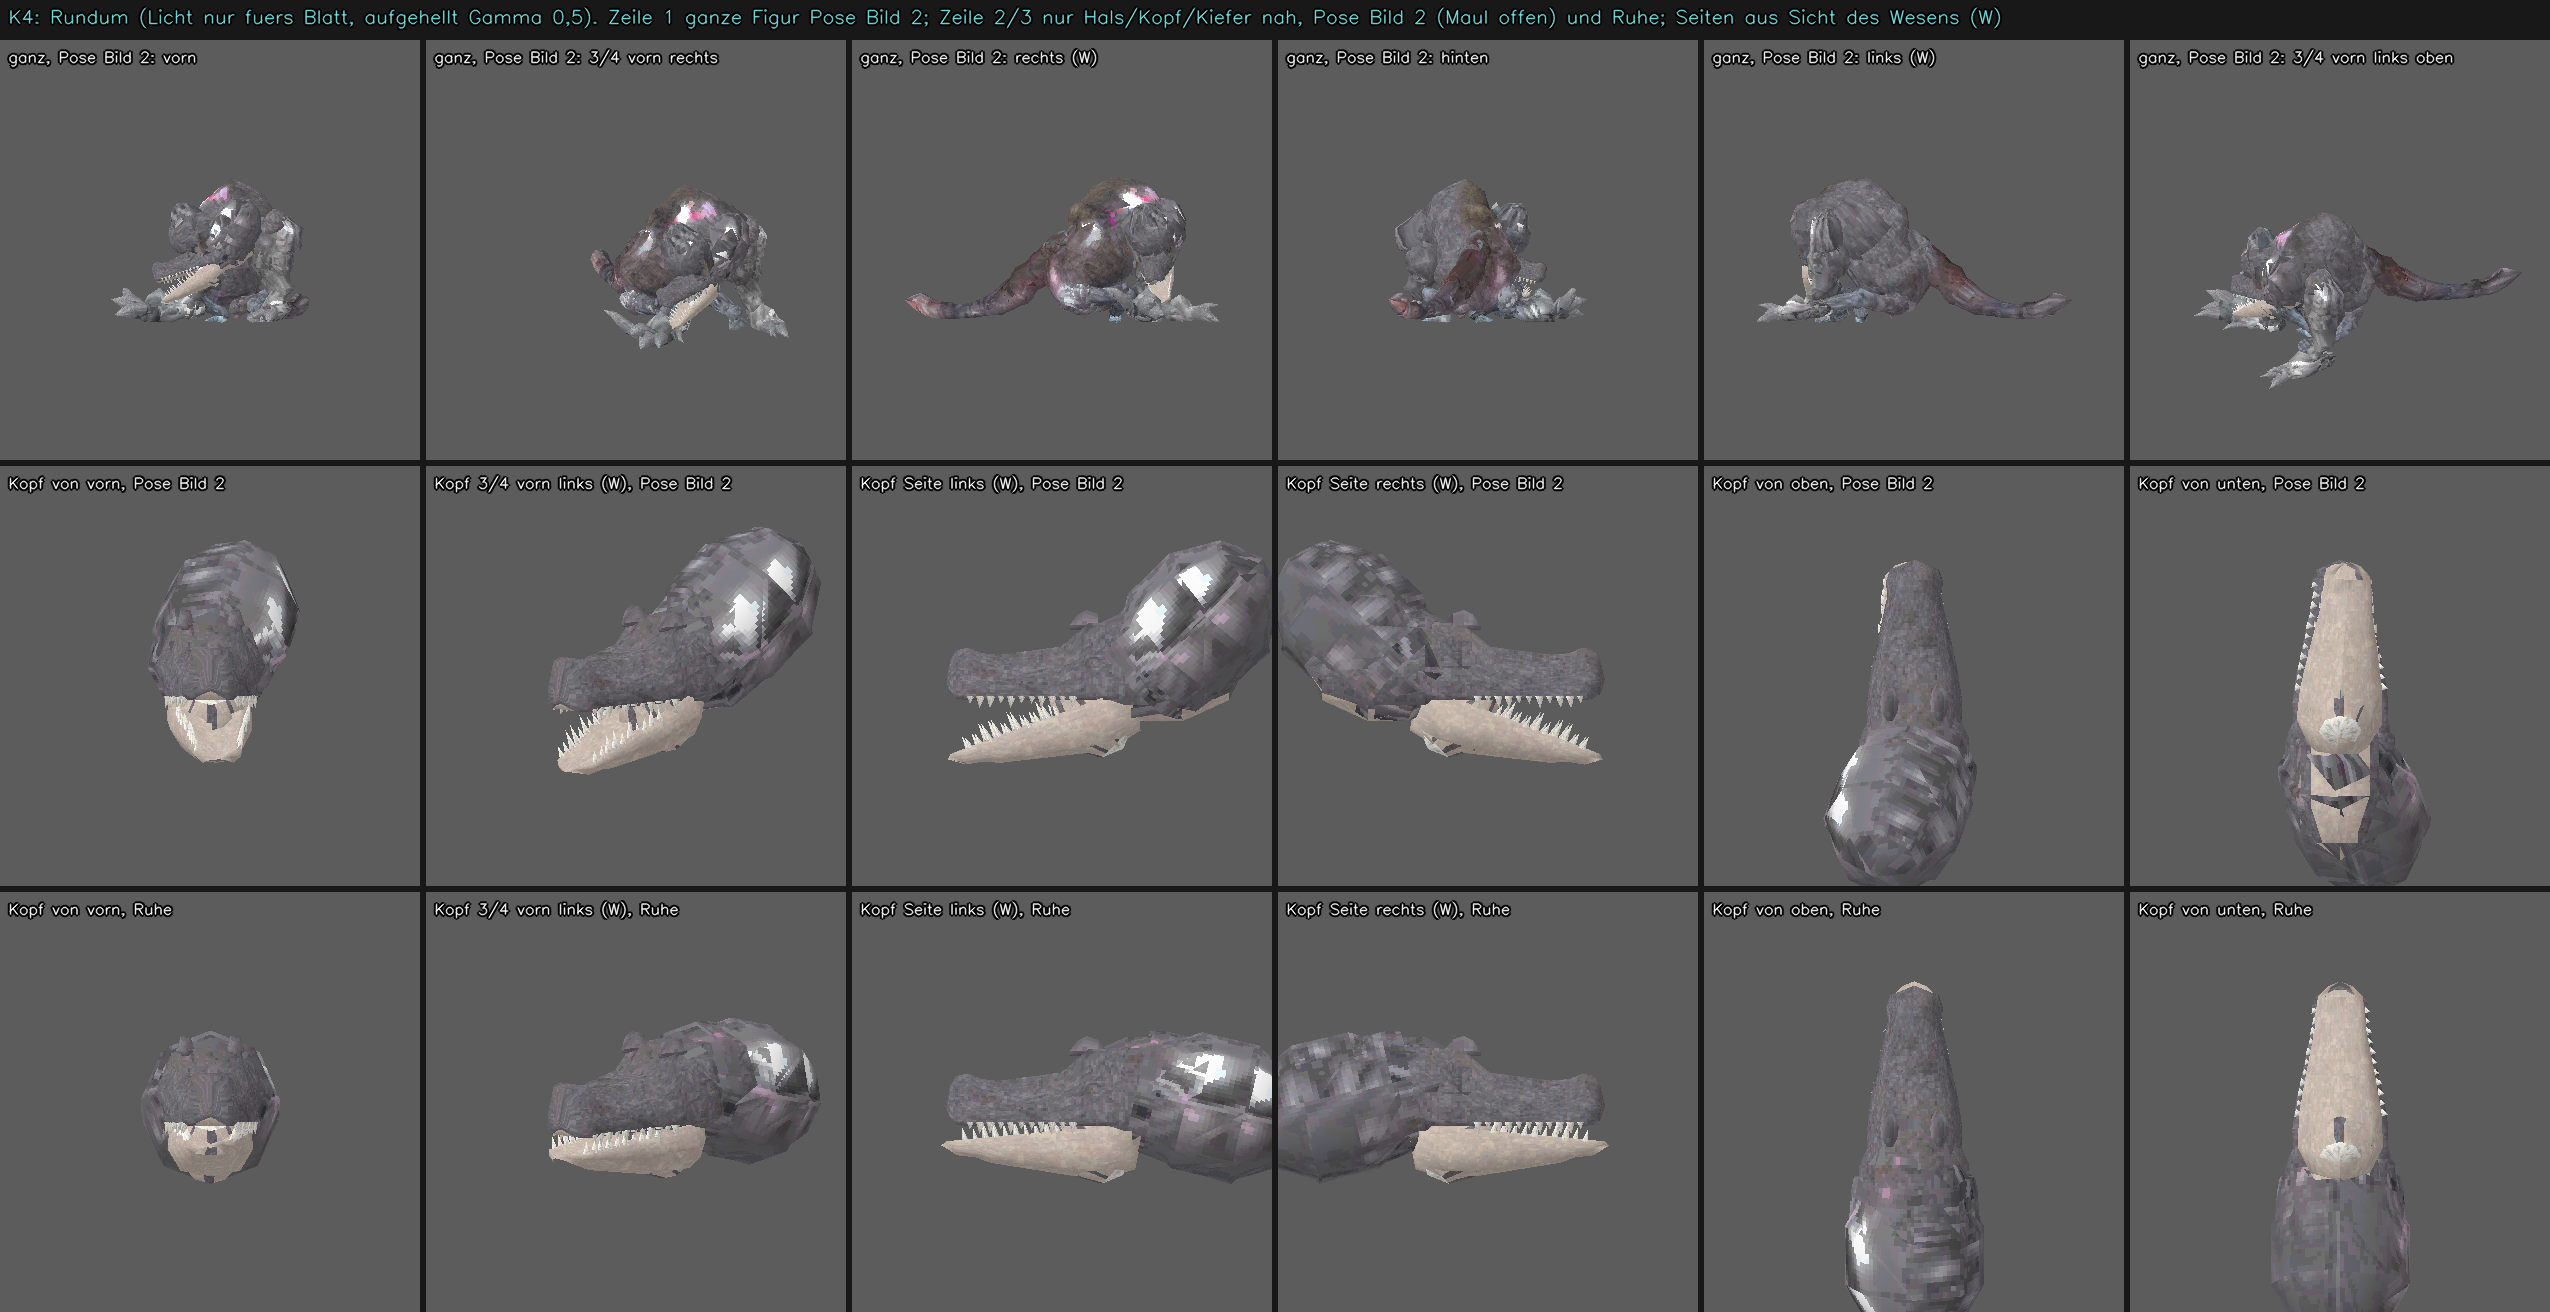 K4: Rundum (Licht nur fuers Blatt, aufgehellt Gamma 0,5). Zeile 1 ganze Figur Pose Bild 2; Zeile 2/3 nur Hals/Kopf/Kiefer nah, Pose Bild 2 (Maul offen) und Ruhe; Seiten aus Sicht des Wesens (W)
ganz, Pose Bild 2: vorn
ganz, Pose Bild 2: 3/4 vorn rechts
ganz, Pose Bild 2: rechts (W)
ganz, Pose Bild 2: hinten
ganz, Pose Bild 2: links (W)
ganz, Pose Bild 2: 3/4 vorn links oben
Kopf von vorn, Pose Bild 2
Kopf 3/4 vorn links (W), Pose Bild 2
Kopf Seite links (W), Pose Bild 2
Kopf Seite rechts (W), Pose Bild 2
Kopf von oben, Pose Bild 2
Kopf von unten, Pose Bild 2
Kopf von vorn, Ruhe
Kopf 3/4 vorn links (W), Ruhe
Kopf Seite links (W), Ruhe
Kopf Seite rechts (W), Ruhe
Kopf von oben, Ruhe
Kopf von unten, Ruhe